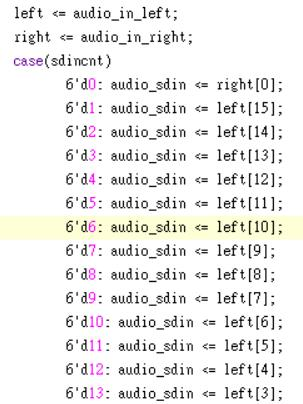 left <= audio_in_left;
right <= audio_in_right;
case(sdincnt)
6'd0: audio_sdin <= right[0];
6'd1: audio_sdin <= left[15];
6'd2: audio_sdin <= left[14];
6'd3: audio_sdin <= left[13];
6'd4: audio_sdin <= left[12];
6'd5: audio_sdin <= left[11];
6'd6: audio_sdin <= left[10];
6'd7: audio_sdin <= left[9];
6'd8: audio_sdin <= left[8];
6'd9: audio_sdin <= left[7];
6'd10: audio_sdin <= left[6];
6'd11: audio_sdin <= left[5];
6'd12: audio_sdin <= left[4];
6'd13: audio_sdin <= left[3];